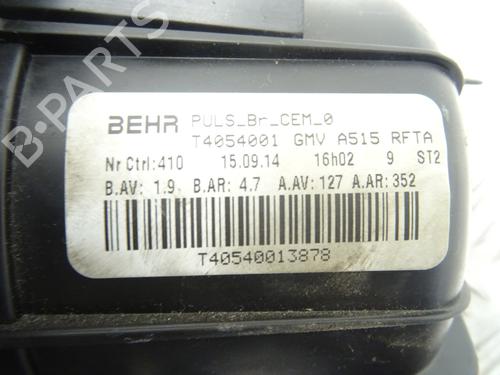 BEHR PULS_Br_CEM_0
T4054001 GMV A515 RFTA
Nr Ctrl:410 15.09.14 16h02 9 ST2
B.AV: 1.9 B.AR: 4.7 A.AV: 127 A.AR: 352
T40540013878